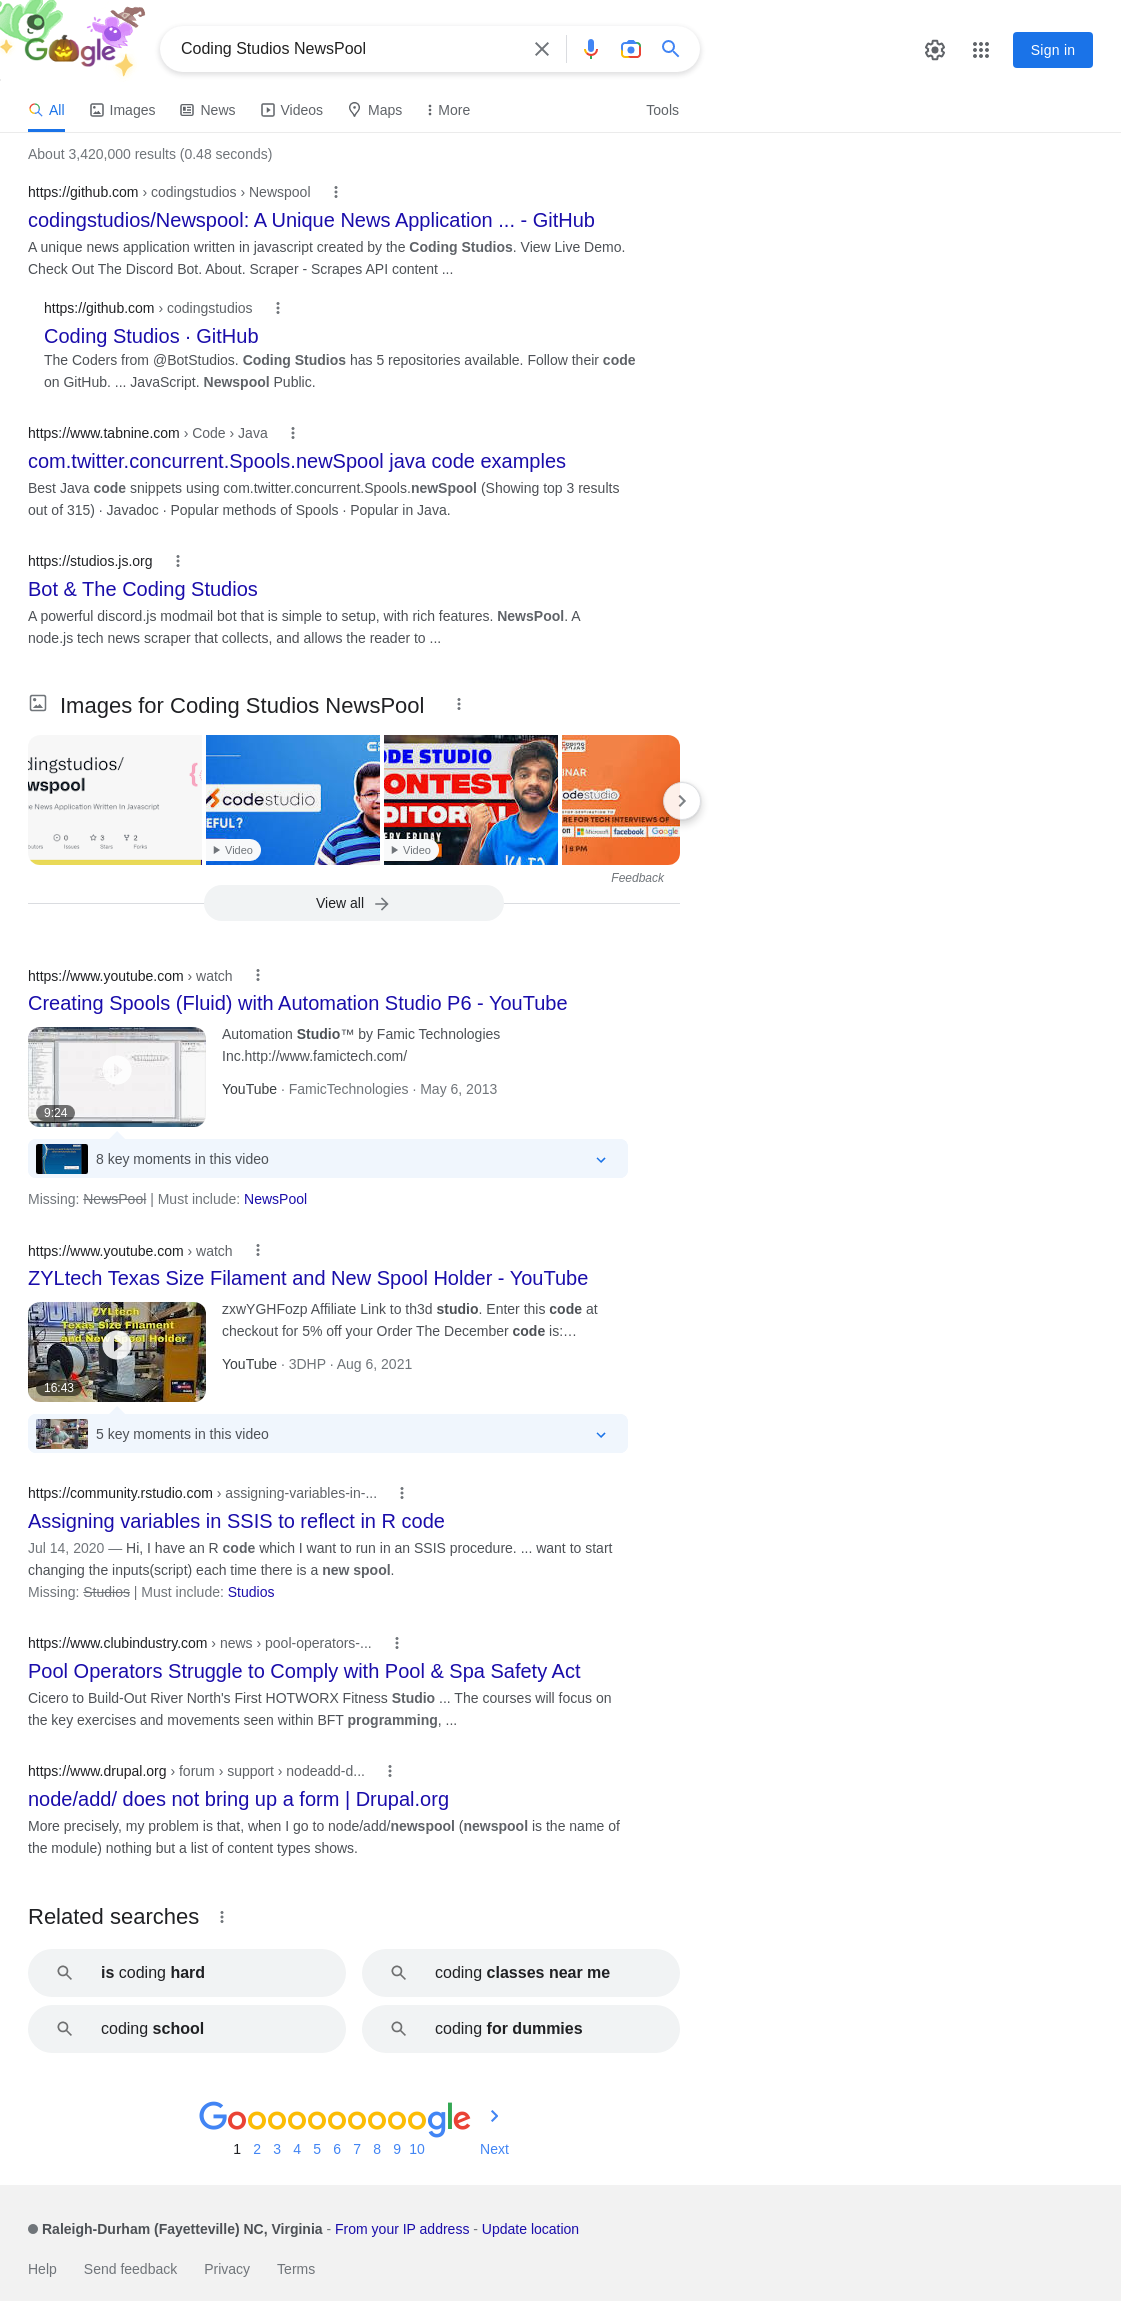 Google
Coding Studios NewsPool
Sign in
All
Images
News
Videos
Maps
More
Tools
About 3,420,000 results (0.48 seconds)
https://github.com › codingstudios › Newspool
codingstudios/Newspool: A Unique News Application ... - GitHub
A unique news application written in javascript created by the Coding Studios. View Live Demo.
Check Out The Discord Bot. About. Scraper - Scrapes API content ...
https://github.com › codingstudios
Coding Studios · GitHub
The Coders from @BotStudios. Coding Studios has 5 repositories available. Follow their code
on GitHub. ... JavaScript. Newspool Public.
https://www.tabnine.com › Code › Java
com.twitter.concurrent.Spools.newSpool java code examples
Best Java code snippets using com.twitter.concurrent.Spools.newSpool (Showing top 3 results
out of 315) · Javadoc · Popular methods of Spools · Popular in Java.
https://studios.js.org
Bot & The Coding Studios
A powerful discord.js modmail bot that is simple to setup, with rich features. NewsPool. A
node.js tech news scraper that collects, and allows the reader to ...
Images for Coding Studios NewsPool
dingstudios/
wspool
e News Application Written In Javascript
0
3
2
Issues
Stars
Forks
codestudio
EFUL?
Video
ODE STUDIO
ONTEST
DITORIAL
ERY FRIDAY
Video
CODING
NINJAS
INAR
odestudio
RE FOR TECH INTERVIEWS OF
on
Microsoft
facebook
Google
| 8 PM
Feedback
View all
https://www.youtube.com › watch
Creating Spools (Fluid) with Automation Studio P6 - YouTube
Automation Studio™ by Famic Technologies
Inc.http://www.famictech.com/
YouTube · FamicTechnologies · May 6, 2013
9:24
8 key moments in this video
Missing: NewsPool | Must include: NewsPool
https://www.youtube.com › watch
ZYLtech Texas Size Filament and New Spool Holder - YouTube
ZYLtech
Texas Size Filament
and New Spool Holder
16:43
zxwYGHFozp Affiliate Link to th3d studio. Enter this code at
checkout for 5% off your Order The December code is:…
YouTube · 3DHP · Aug 6, 2021
5 key moments in this video
https://community.rstudio.com › assigning-variables-in-...
Assigning variables in SSIS to reflect in R code
Jul 14, 2020 — Hi, I have an R code which I want to run in an SSIS procedure. ... want to start
changing the inputs(script) each time there is a new spool.
Missing: Studios | Must include: Studios
https://www.clubindustry.com › news › pool-operators-...
Pool Operators Struggle to Comply with Pool & Spa Safety Act
Cicero to Build-Out River North's First HOTWORX Fitness Studio ... The courses will focus on
the key exercises and movements seen within BFT programming, ...
https://www.drupal.org › forum › support › nodeadd-d...
node/add/ does not bring up a form | Drupal.org
More precisely, my problem is that, when I go to node/add/newspool (newspool is the name of
the module) nothing but a list of content types shows.
Related searches
is coding hard
coding classes near me
coding school
coding for dummies
Goooooooooogle
1 2 3 4 5 6 7 8 9 10 Next
Raleigh-Durham (Fayetteville) NC, Virginia - From your IP address - Update location
Help
Send feedback
Privacy
Terms